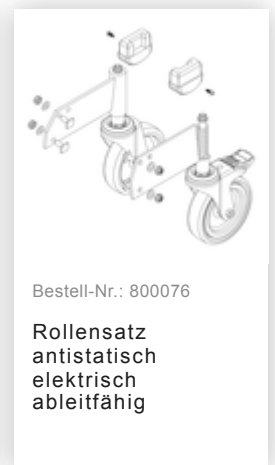 Bestell-Nr.: 800076
Rollensatz
antistatisch
elektrisch
ableitfähig